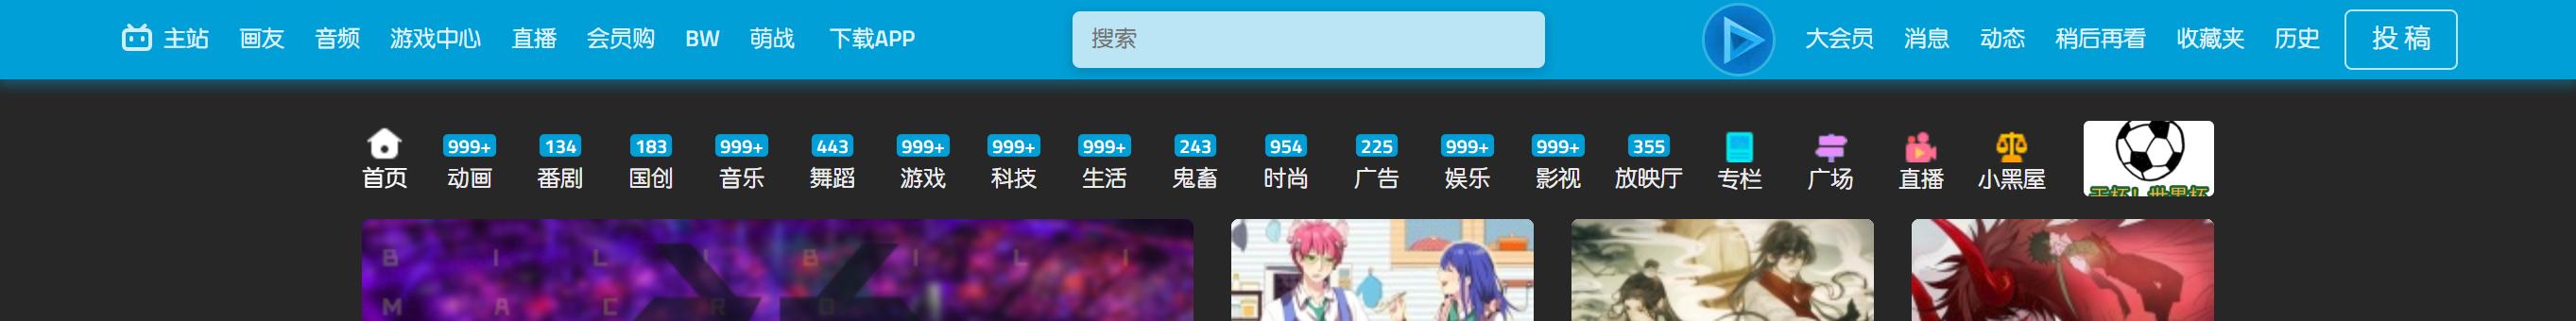 主站 画友 音频 游戏中心 直播 会员购 BW 萌战 下载APP 搜索 大会员 消息 动态 稍后再看 收藏夹 历史 投稿
999+ 134 183 999+ 443 999+ 999+ 999+ 243 954 225 999+ 999+ 355
首页 动画 番剧 国创 音乐 舞蹈 游戏 科技 生活 鬼畜 时尚 广告 娱乐 影视 放映厅 专栏 广场 直播 小黑屋
干杯！世界杯
B I L I B I L I
M A C R O